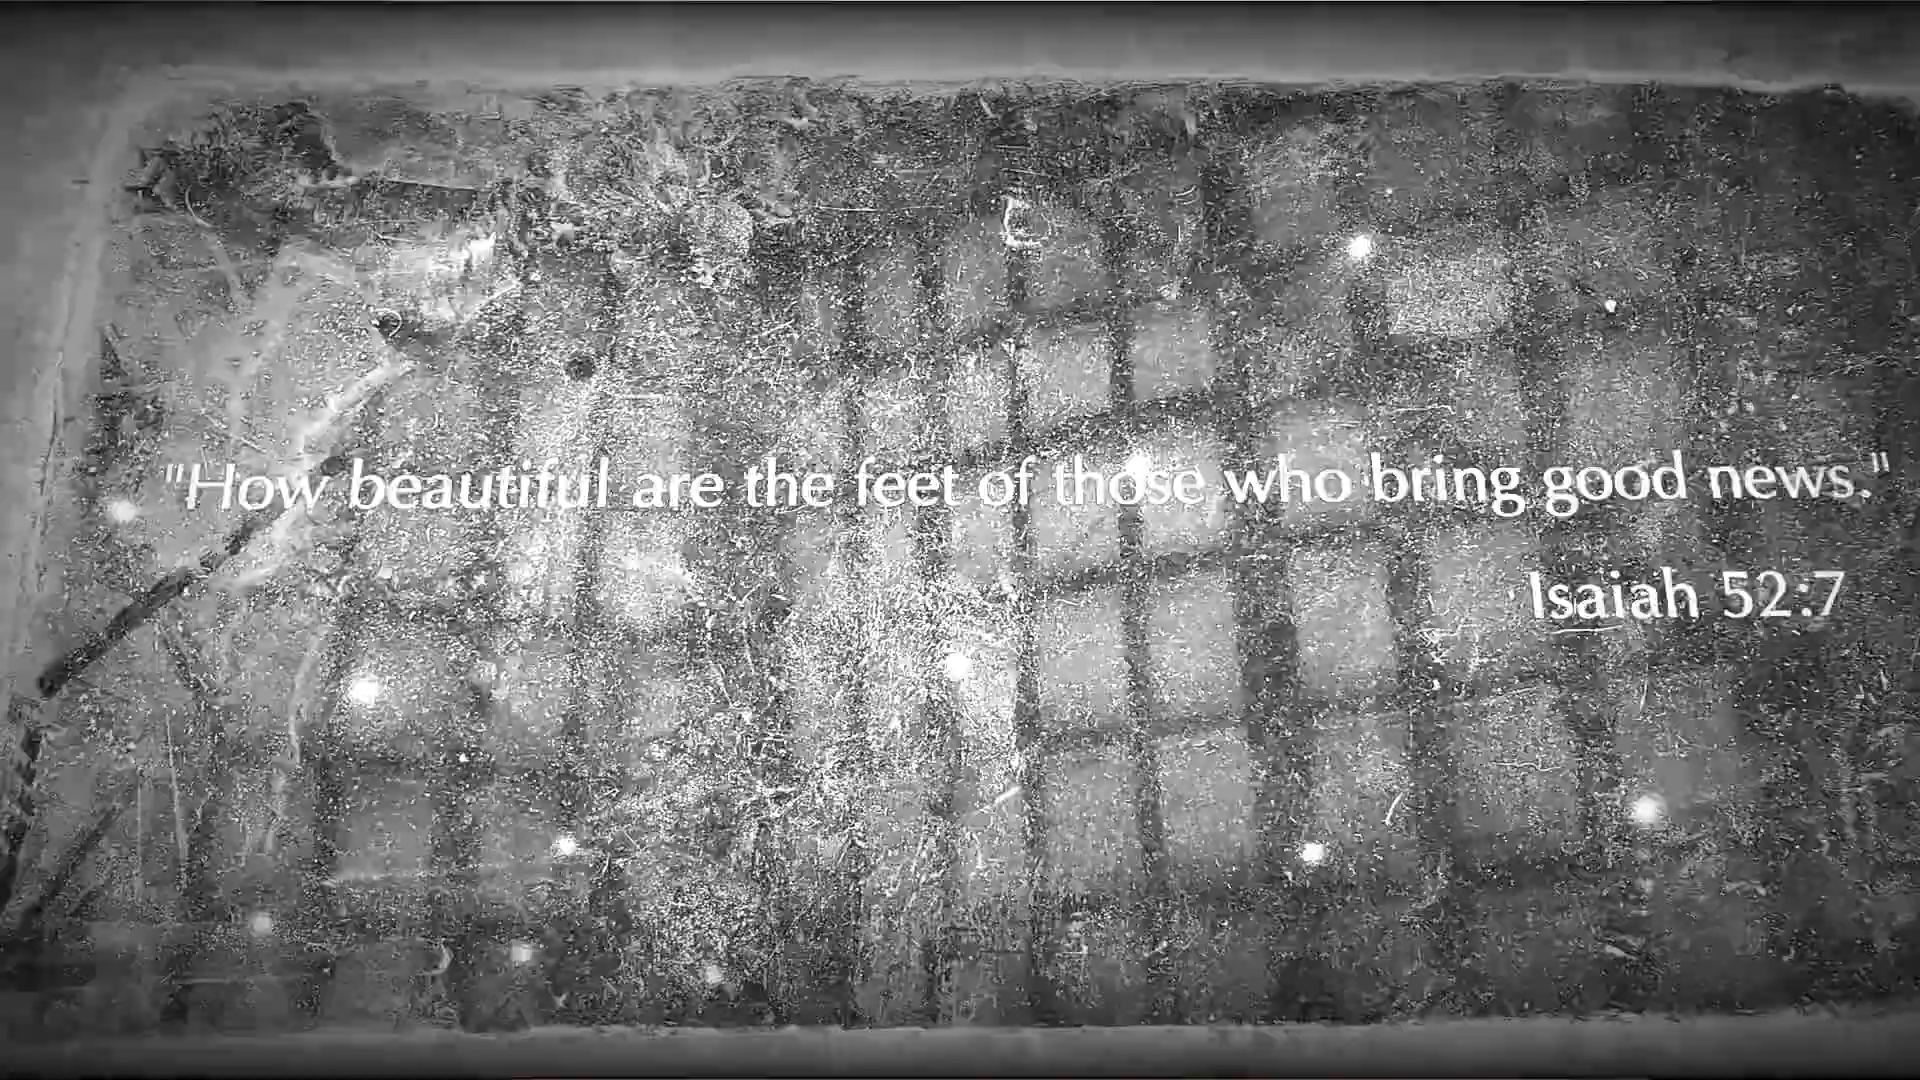 "How beautiful are the feet of those who bring good news."
Isaiah 52:7